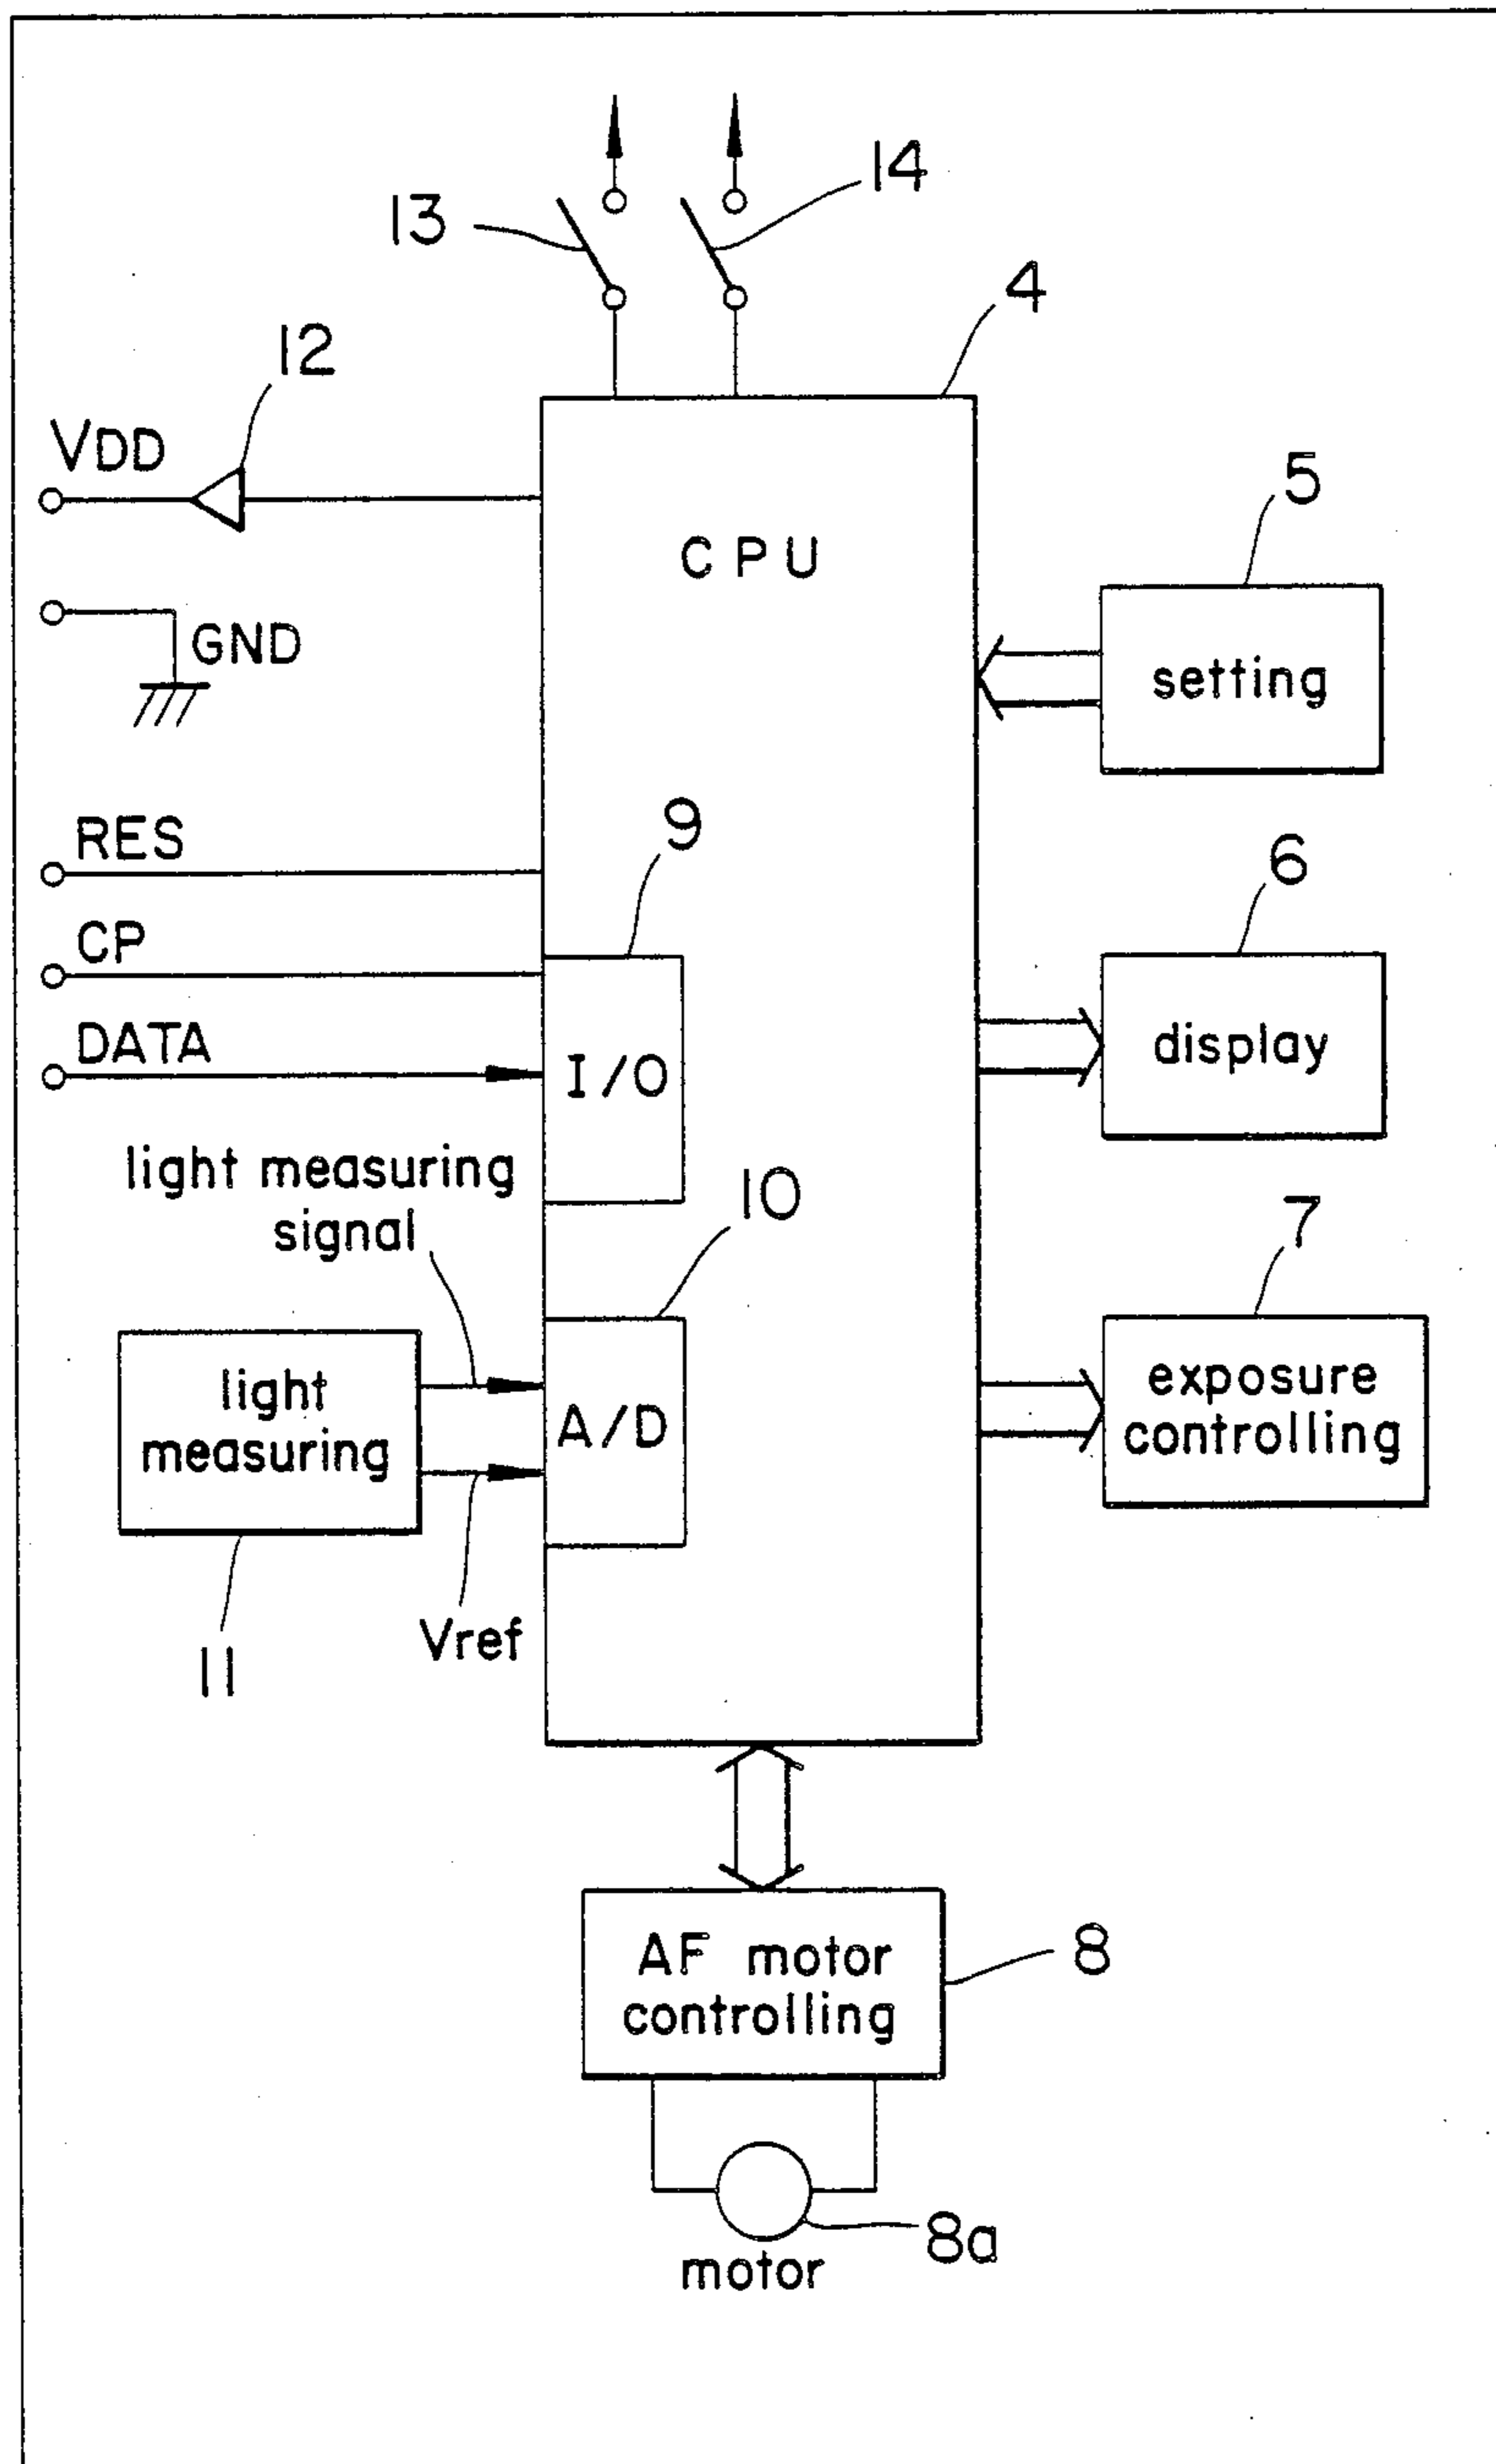 13
14
4
12
VDD
CPU
5
GND
setting
RES
9
6
CP
DATA
I/O
display
light measuring
signal
10
7
light
measuring
A/D
exposure
controlling
Vref
11
AF motor
controlling
8
8a
motor